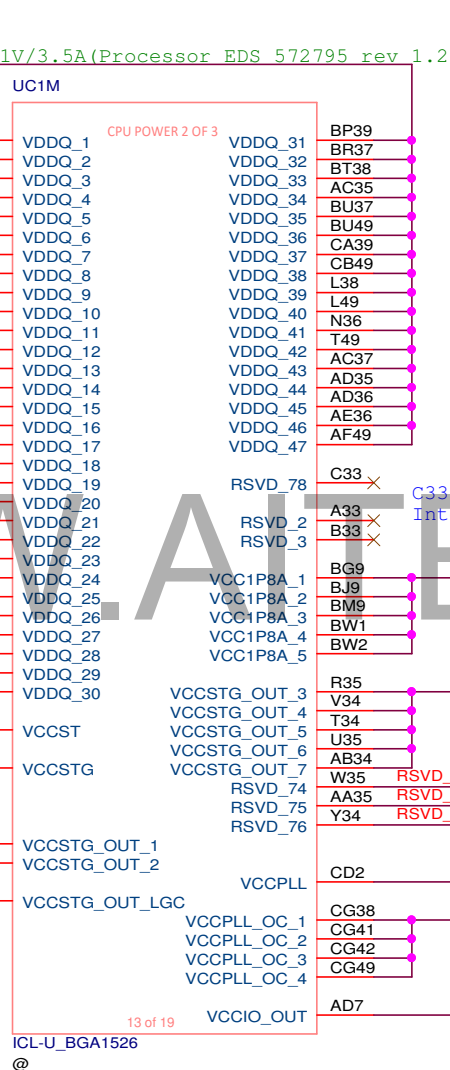 1V/3.5A(Processor EDS 572795 rev 1.2
UC1M
CPU POWER 2 OF 3
VDDQ_1 VDDQ_31 BP39
VDDQ_2 VDDQ_32 BR37
VDDQ_3 VDDQ_33 BT38
VDDQ_4 VDDQ_34 AC35
VDDQ_5 VDDQ_35 BU37
VDDQ_6 VDDQ_36 BU49
VDDQ_7 VDDQ_37 CA39
VDDQ_8 VDDQ_38 CB49
VDDQ_9 VDDQ_39 L38
VDDQ_10 VDDQ_40 L49
VDDQ_11 VDDQ_41 N36
VDDQ_12 VDDQ_42 T49
VDDQ_13 VDDQ_43 AC37
VDDQ_14 VDDQ_44 AD35
VDDQ_15 VDDQ_45 AD36
VDDQ_16 VDDQ_46 AE36
VDDQ_17 VDDQ_47 AF49
VDDQ_18
VDDQ_19 RSVD_78 C33
VDDQ_20 C33
VDDQ_21 RSVD_2 A33 Int
VDDQ_22 RSVD_3 B33
VDDQ_23
VDDQ_24 VCC1P8A_1 BG9
VDDQ_25 VCC1P8A_2 BJ9
VDDQ_26 VCC1P8A_3 BM9
VDDQ_27 VCC1P8A_4 BW1
VDDQ_28 VCC1P8A_5 BW2
VDDQ_29
VDDQ_30 VCCSTG_OUT_3 R35
VCCSTG_OUT_4 V34
VCCST VCCSTG_OUT_5 T34
VCCSTG_OUT_6 U35
VCCSTG VCCSTG_OUT_7 AB34
RSVD_74 W35 RSVD_
RSVD_75 AA35 RSVD_
RSVD_76 Y34 RSVD_
VCCSTG_OUT_1
VCCSTG_OUT_2
VCCPLL CD2
VCCSTG_OUT_LGC
VCCPLL_OC_1 CG38
VCCPLL_OC_2 CG41
VCCPLL_OC_3 CG42
VCCPLL_OC_4 CG49
13 of 19 VCCIO_OUT AD7
ICL-U_BGA1526
@
.AITE